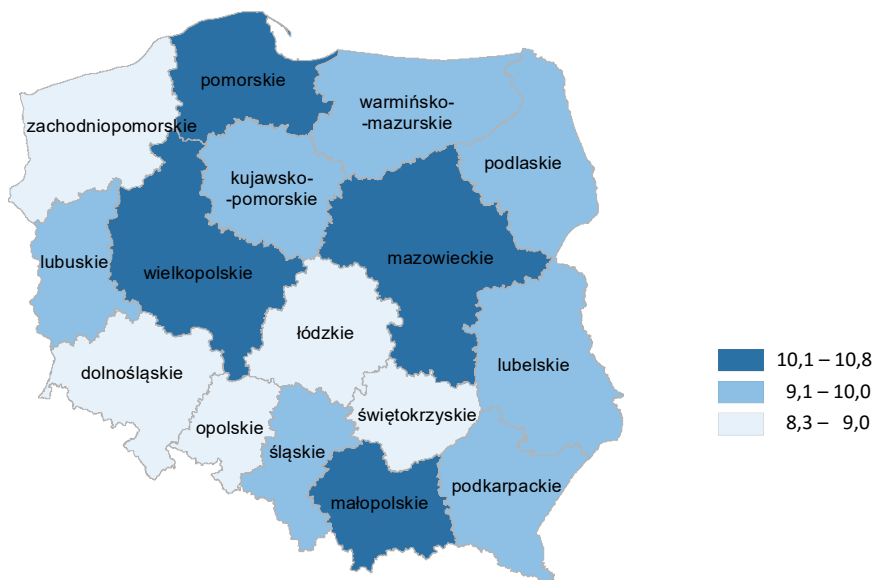 pomorskie
warmińsko-
-mazurskie
zachodniopomorskie
podlaskie
kujawsko-
-pomorskie
lubuskie
wielkopolskie
mazowieckie
łódzkie
dolnośląskie
lubelskie
świętokrzyskie
opolskie
śląskie
podkarpackie
małopolskie
10,1 – 10,8
9,1 – 10,0
8,3 – 9,0